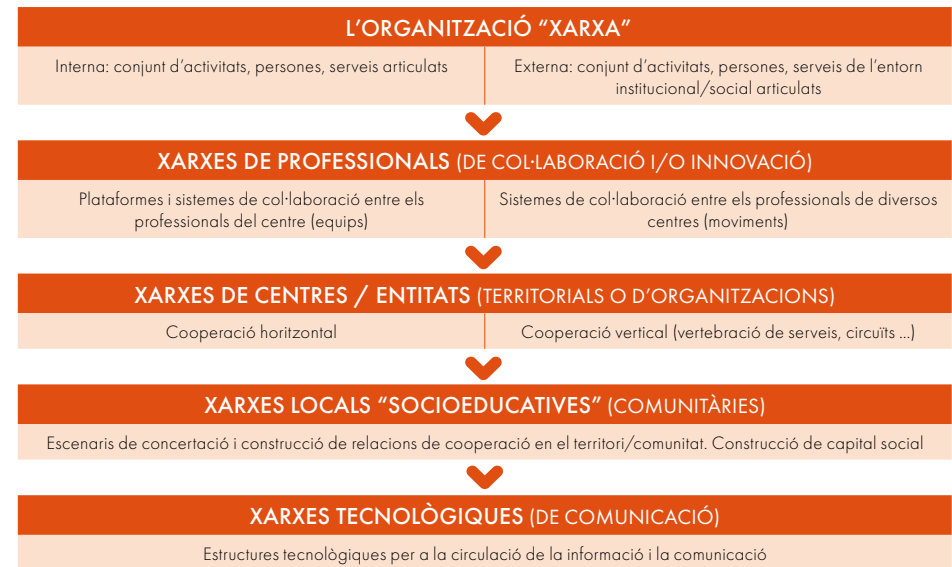 L’ORGANITZACIÓ “XARXA”
Interna: conjunt d’activitats, persones, serveis articulats
Externa: conjunt d’activitats, persones, serveis de l’entorn
institucional/social articulats
XARXES DE PROFESSIONALS (DE COL·LABORACIÓ I/O INNOVACIÓ)
Plataformes i sistemes de col·laboració entre els
professionals del centre (equips)
Sistemes de col·laboració entre els professionals de diversos
centres (moviments)
XARXES DE CENTRES / ENTITATS (TERRITORIALS O D’ORGANITZACIONS)
Cooperació horitzontal
Cooperació vertical (vertebració de serveis, circuïts ...)
XARXES LOCALS “SOCIOEDUCATIVES” (COMUNITÀRIES)
Escenaris de concertació i construcció de relacions de cooperació en el territori/comunitat. Construcció de capital social
XARXES TECNOLÒGIQUES (DE COMUNICACIÓ)
Estructures tecnològiques per a la circulació de la informació i la comunicació